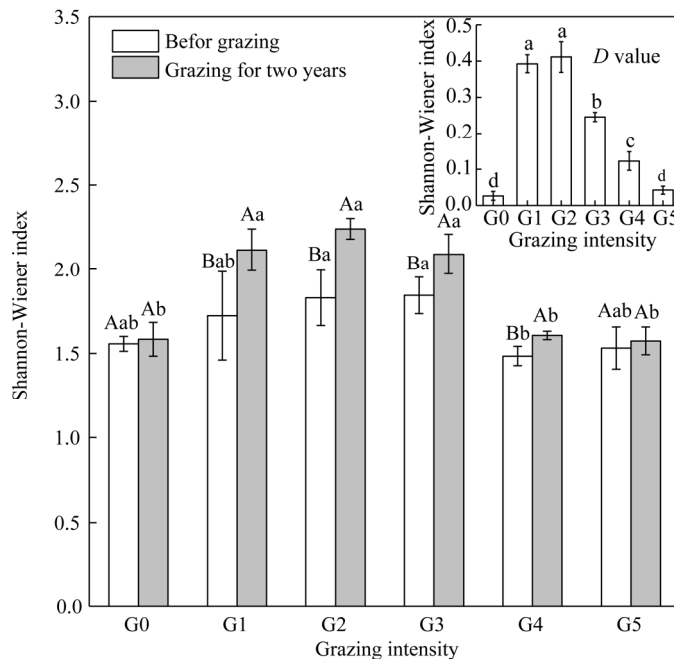 3.5
3.0
2.5
2.0
1.5
1.0
0.5
0.0
Shannon-Wiener index
Befor grazing
Grazing for two years
Aab
Ab
Bab
Aa
Ba
Aa
Ba
Aa
Bb
Ab
Aab
Ab
G0
G1
G2
G3
G4
G5
Grazing intensity
0.5
0.4
0.3
0.2
0.1
0.0
Shannon-Wiener index
D value
d
a
a
b
c
d
G0
G1
G2
G3
G4
G5
Grazing intensity